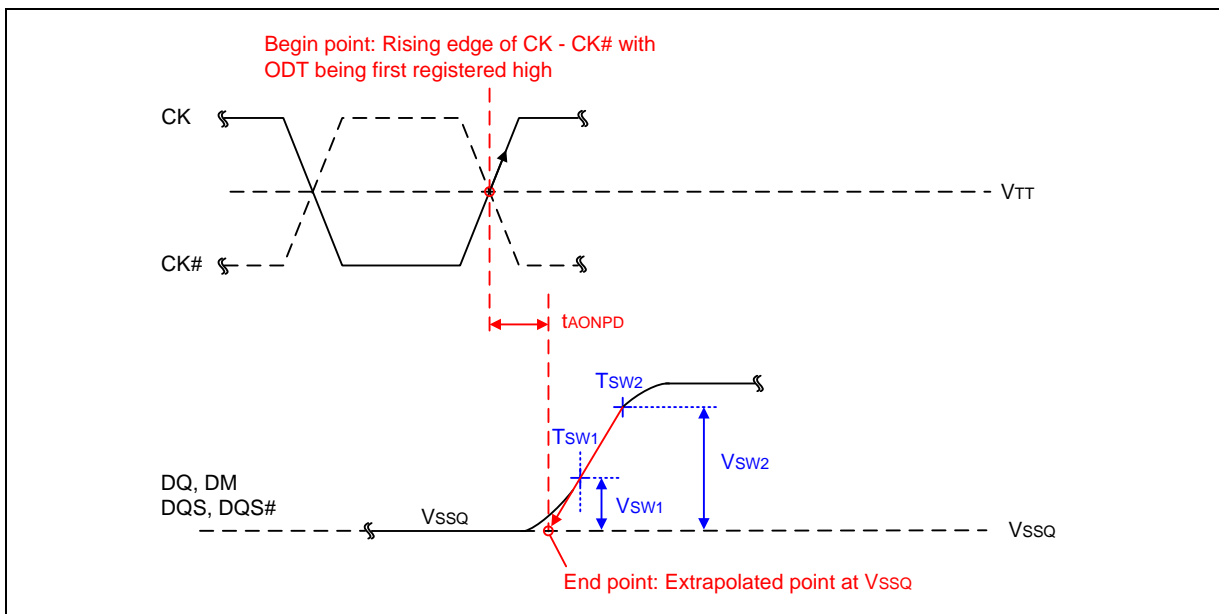 Begin point: Rising edge of CK - CK# with
ODT being first registered high
CK
VTT
CK#
tAONPD
TSW2
TSW1
VSW2
DQ, DM
DQS, DQS#
VSSQ
VSW1
VSSQ
End point: Extrapolated point at VSSQ